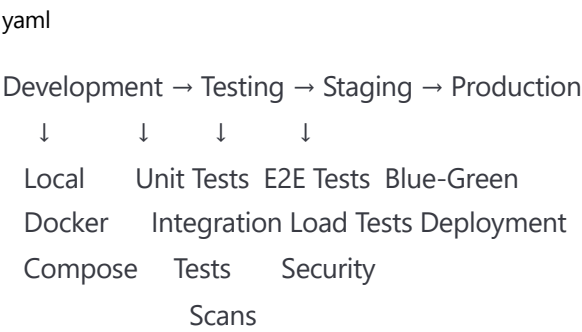 yaml
Development → Testing → Staging → Production
↓ ↓ ↓ ↓
Local Unit Tests E2E Tests Blue-Green
Docker Integration Load Tests Deployment
Compose Tests Security
Scans